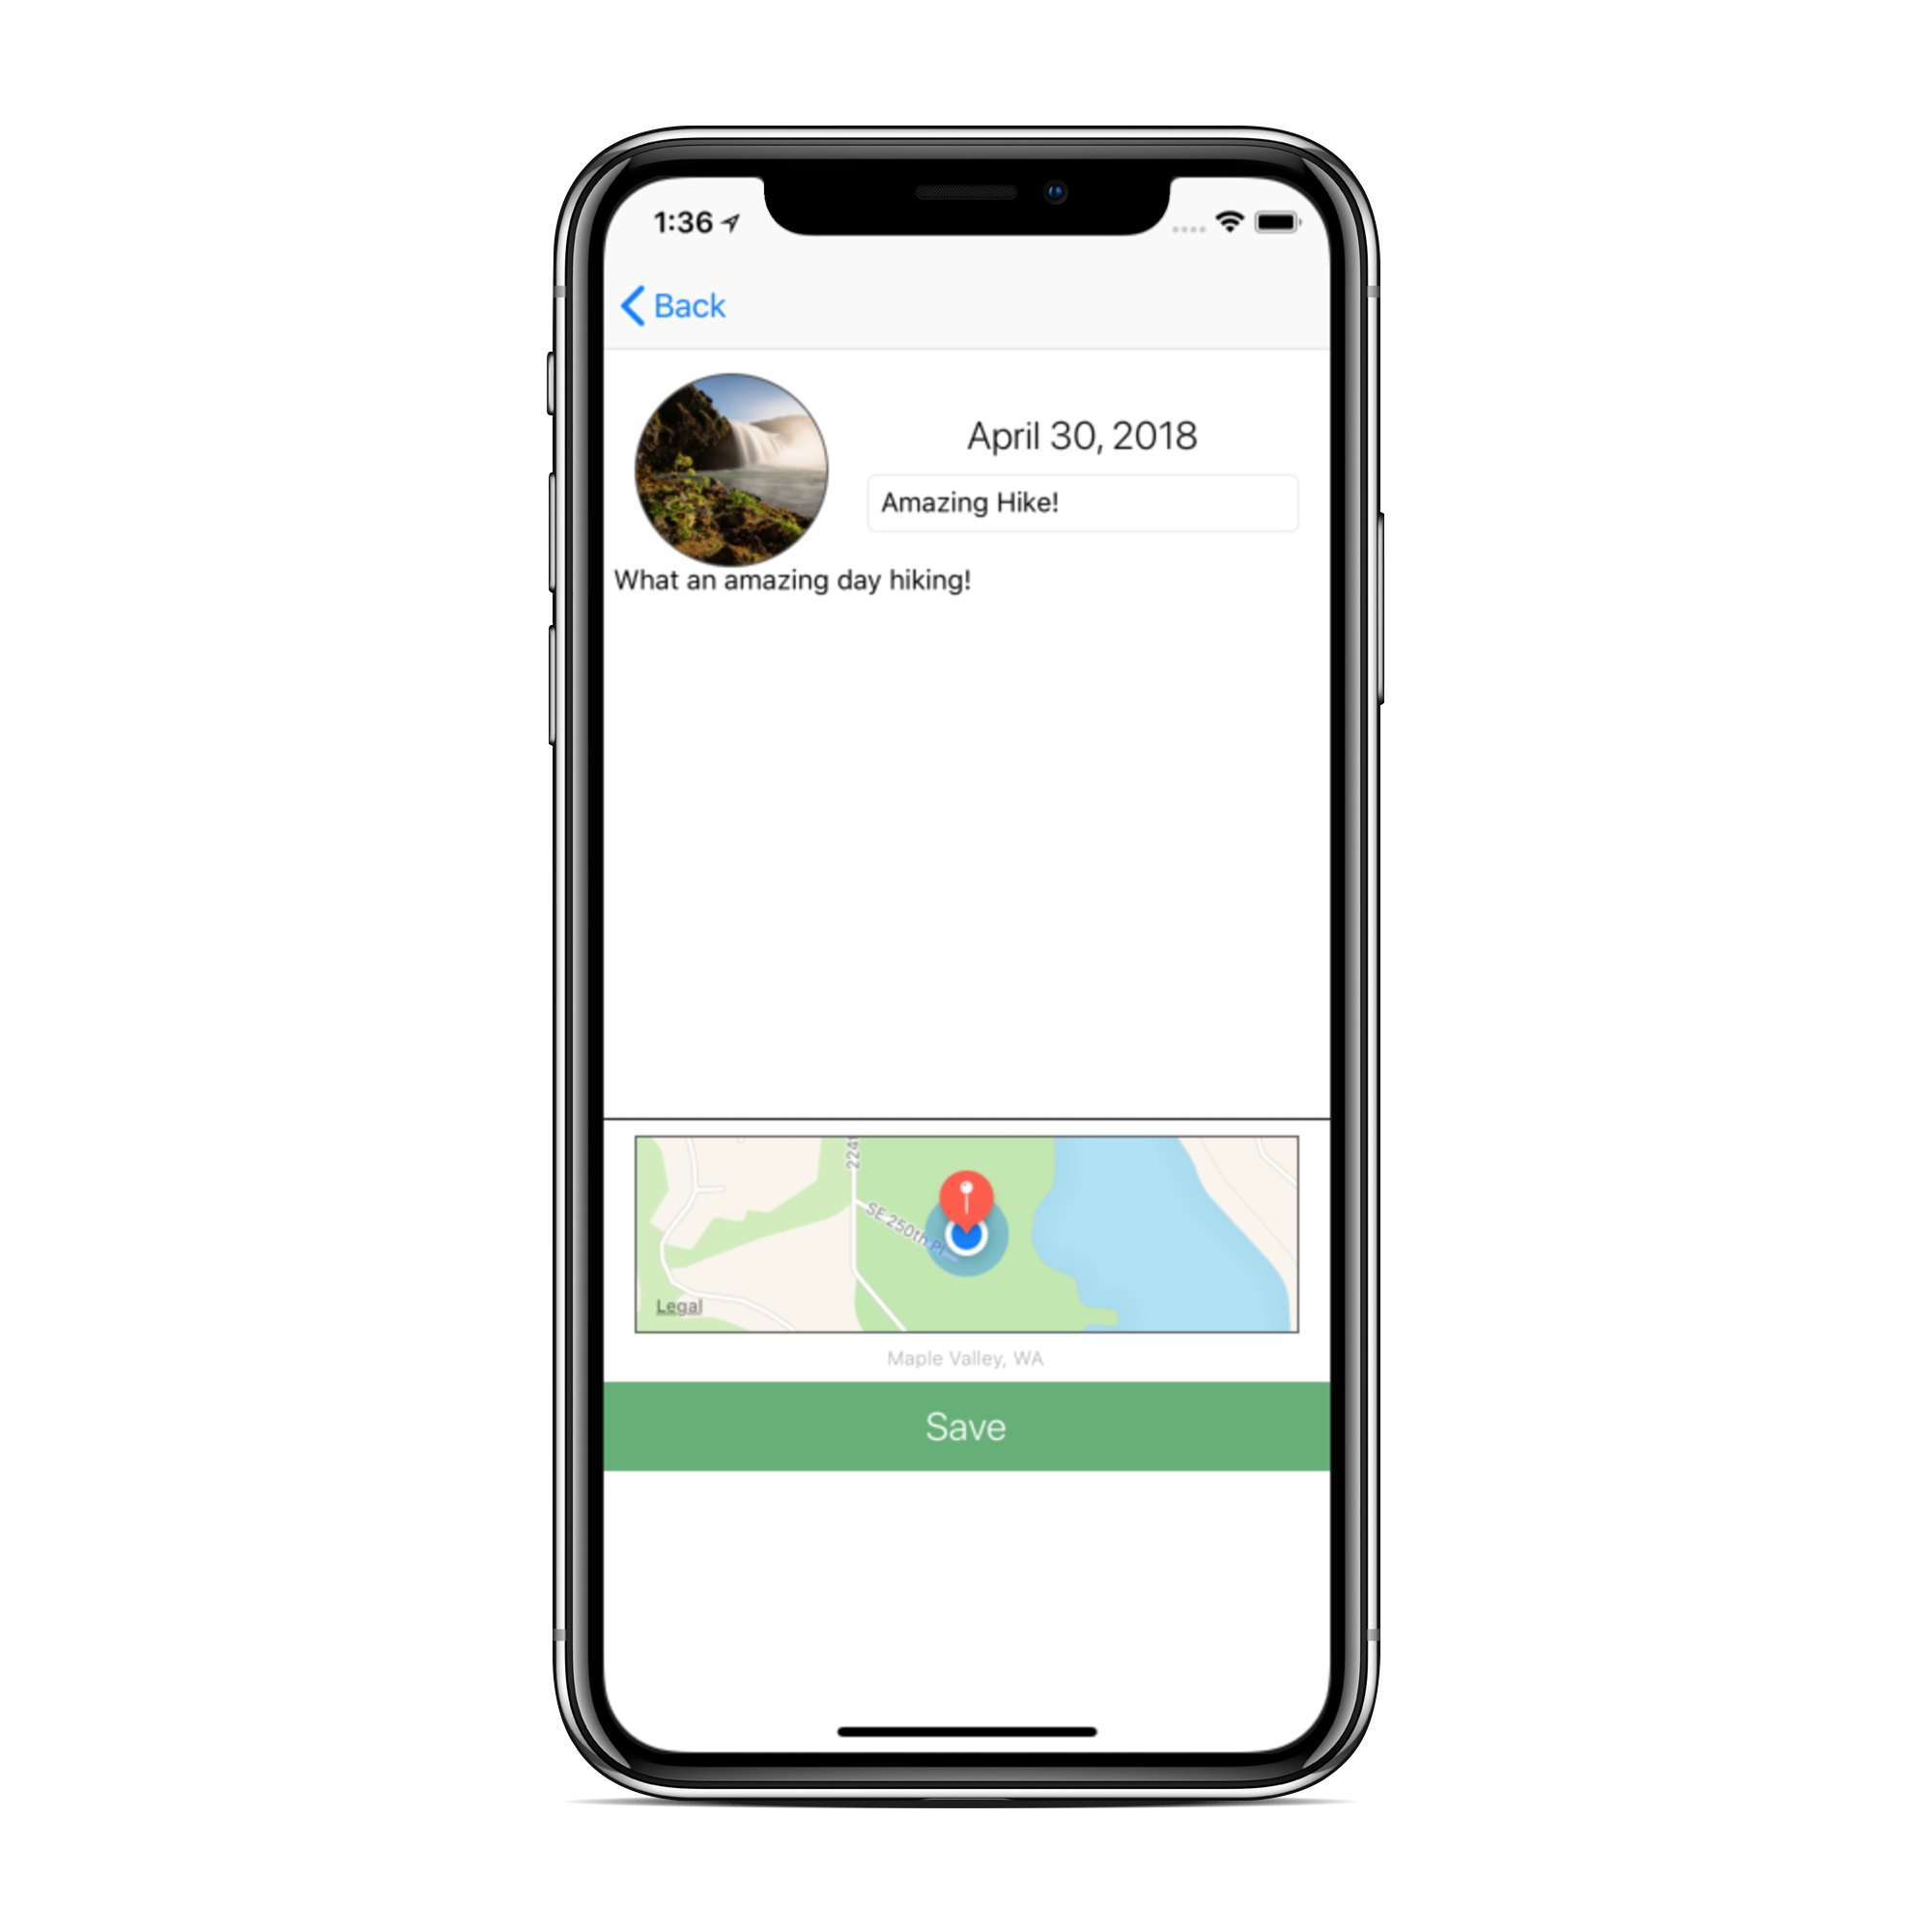 1:36
Back
April 30, 2018
Amazing Hike!
What an amazing day hiking!
224t
SE 250th Pl
Legal
Maple Valley, WA
Save